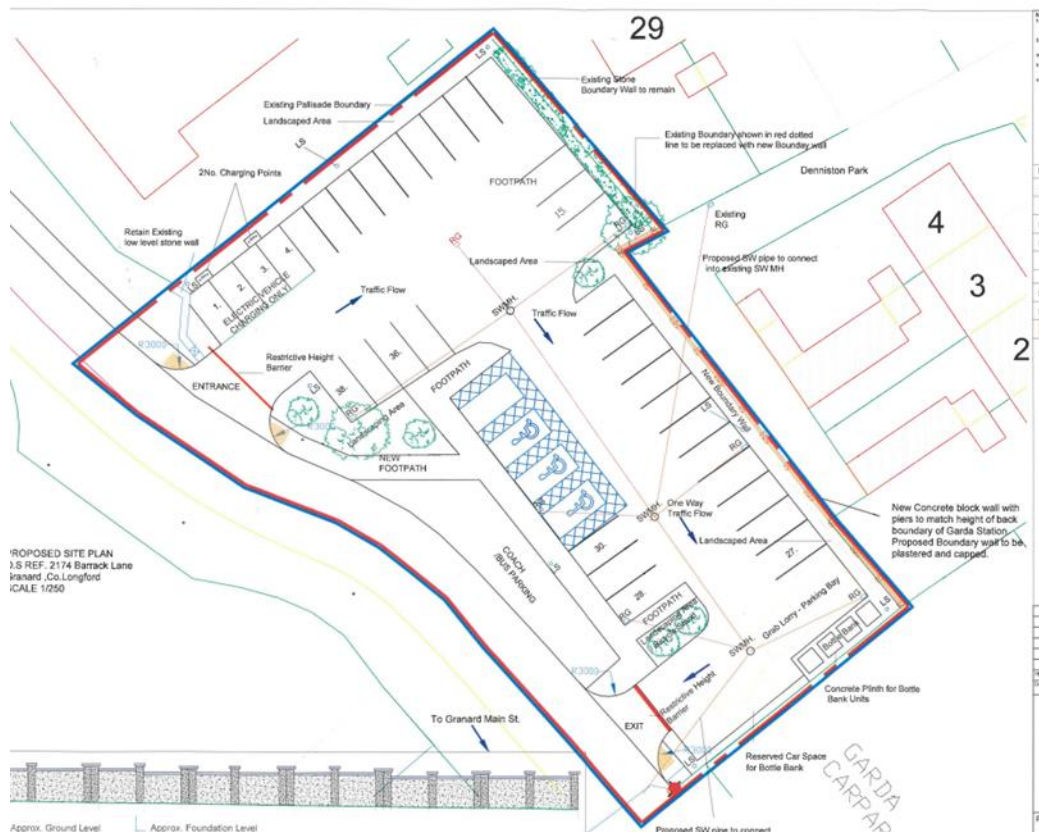 29
LS
Existing Stone
Boundary Wall to remain
Existing Pallisade Boundary
Landscaped Area
LS
Existing Boundary shown in red dotted
line to be replaced with new Bounday wall
2No. Charging Points
FOOTPATH
Denniston Park
15.
RG
Existing
RG
4
Retain Existing
low level stone wall
RG
Proposed SW pipe to connect
into existing SW MH
3
Landscaped Area
4.
3.
2.
1.
LS
ELECTRIC VEHICLE
CHARGING ONLY)
Traffic Flow
SWMH.
Traffic Flow
2
R3000
Restrictive Height
Barrier
36.
FOOTPATH
ENTRANCE
LS
38.
RG
New Boundary Wall
LS
Landscaping Area
NEW
FOOTPATH
RG
One Way
Traffic Flow
SWMH.
New Concrete block wall with
piers to match height of back
boundary of Garda Station
Proposed Boundary wall to be
plastered and capped.
Landscaped Area
27.
30.
PROPOSED SITE PLAN
O.S REF. 2174 Barrack Lane
Granard ,Co.Longford
SCALE 1/250
COACH
/BUS PARKING
28.
RG
FOOTPATH
RG
LS
Grab Lorry - Parking Bay
SWMH.
R3000
Concrete Plinth for Bottle
Bank Units
Restrictive Height
Barrier
To Granard Main St.
EXIT
LS
Reserved Car Space
for Bottle Bank
GARDA
CARPAR
Approx. Ground Level
Approx. Foundation Level
Proposed SW pipe to connect